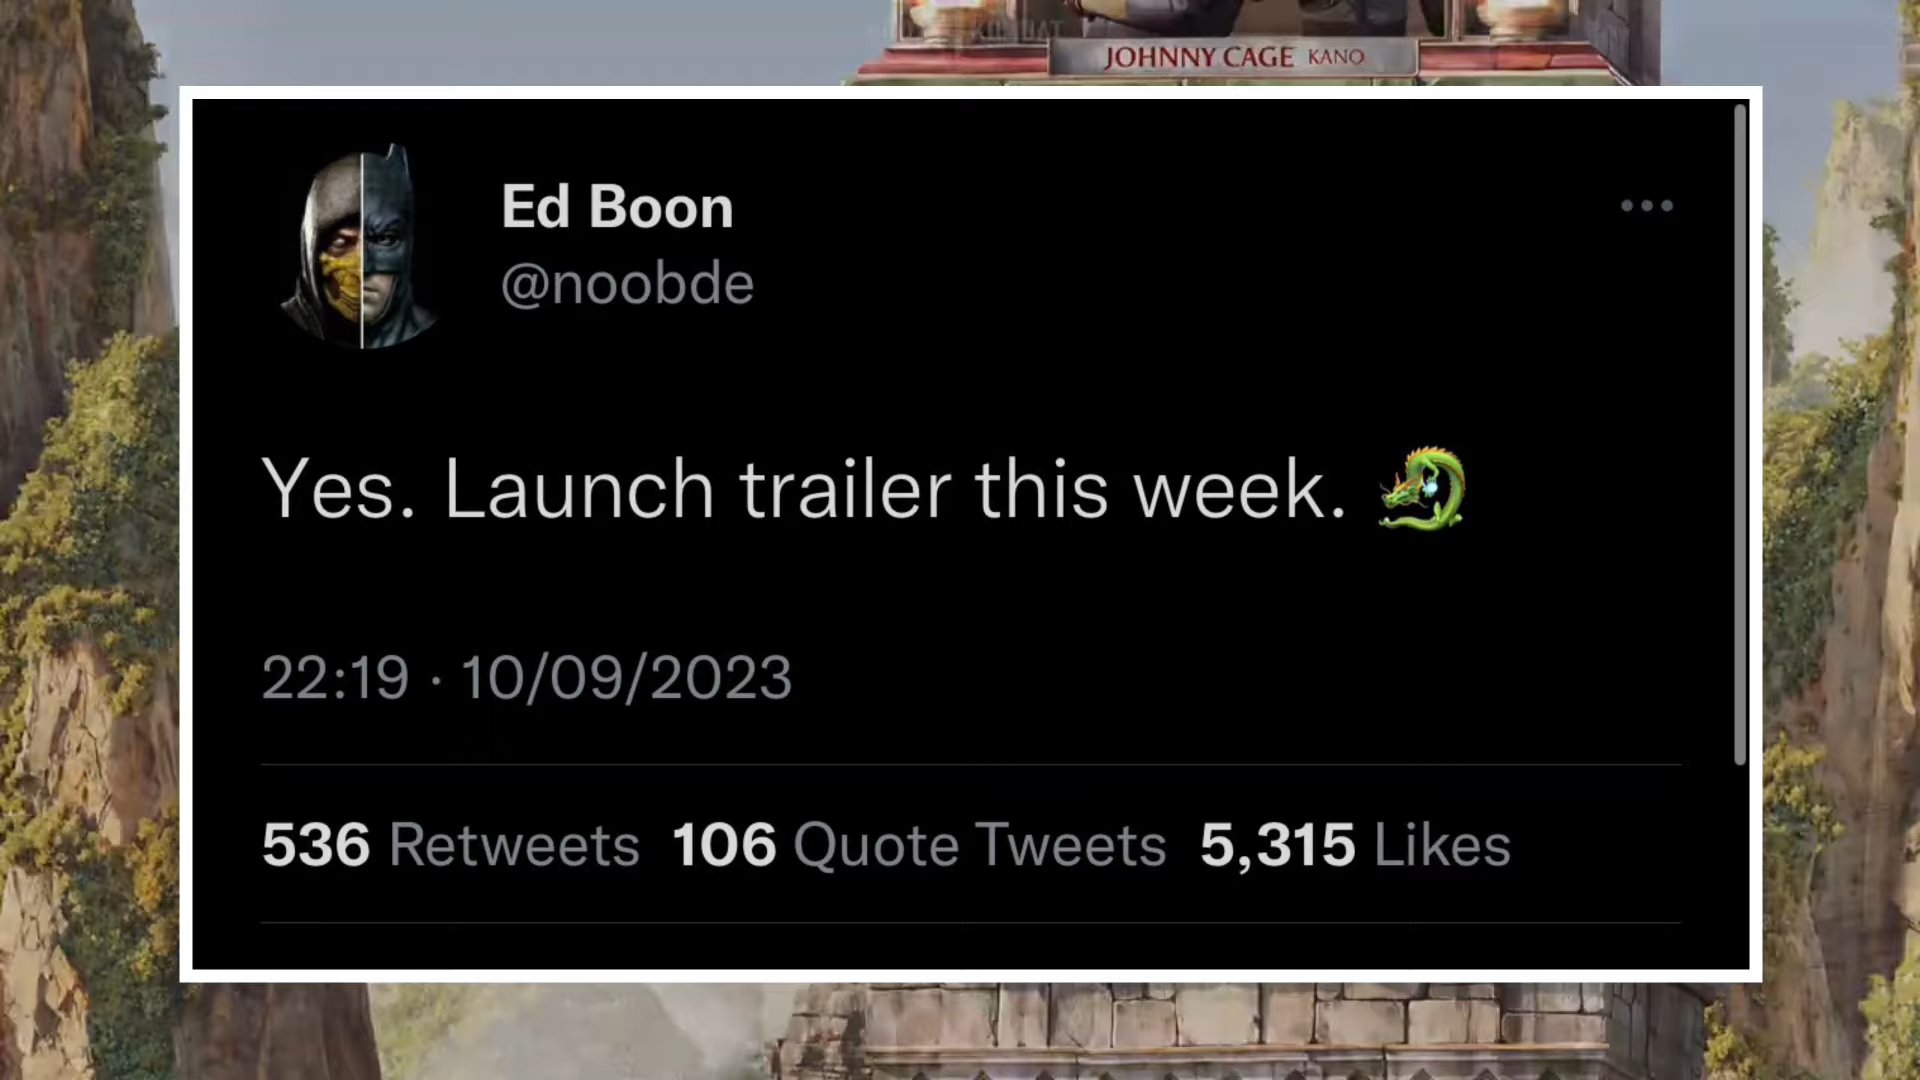 JOHNNY CAGE KANO
Ed Boon
@noobde
Yes. Launch trailer this week. 🐉
22:19 · 10/09/2023
536 Retweets 106 Quote Tweets 5,315 Likes